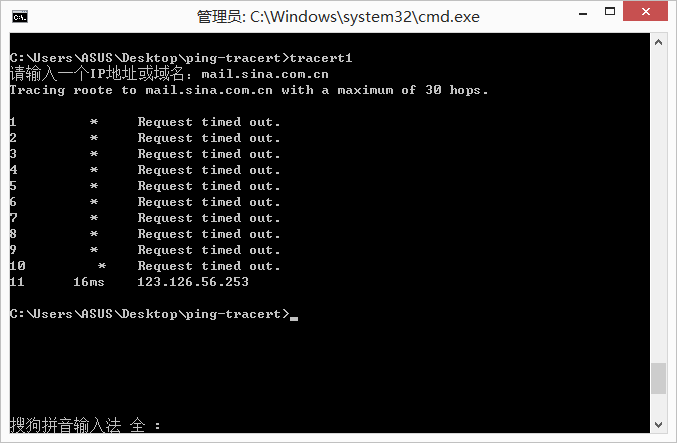 管理员: C:\Windows\system32\cmd.exe
C:\Users\ASUS\Desktop\ping-tracert>tracert1
请输入一个IP地址或域名：mail.sina.com.cn
Tracing route to mail.sina.com.cn with a maximum of 30 hops.
1 * Request timed out.
2 * Request timed out.
3 * Request timed out.
4 * Request timed out.
5 * Request timed out.
6 * Request timed out.
7 * Request timed out.
8 * Request timed out.
9 * Request timed out.
10 * Request timed out.
11 16ms 123.126.56.253
C:\Users\ASUS\Desktop\ping-tracert>
搜狗拼音输入法 全 :